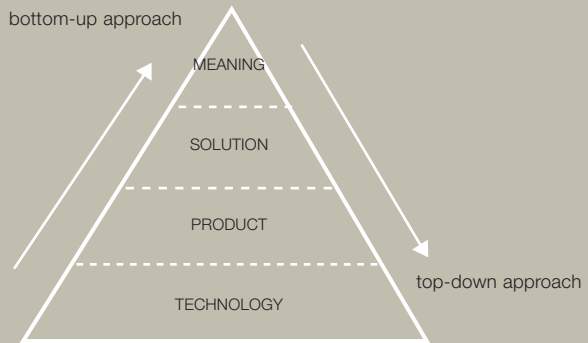 bottom-up approach
MEANING
SOLUTION
PRODUCT
top-down approach
TECHNOLOGY